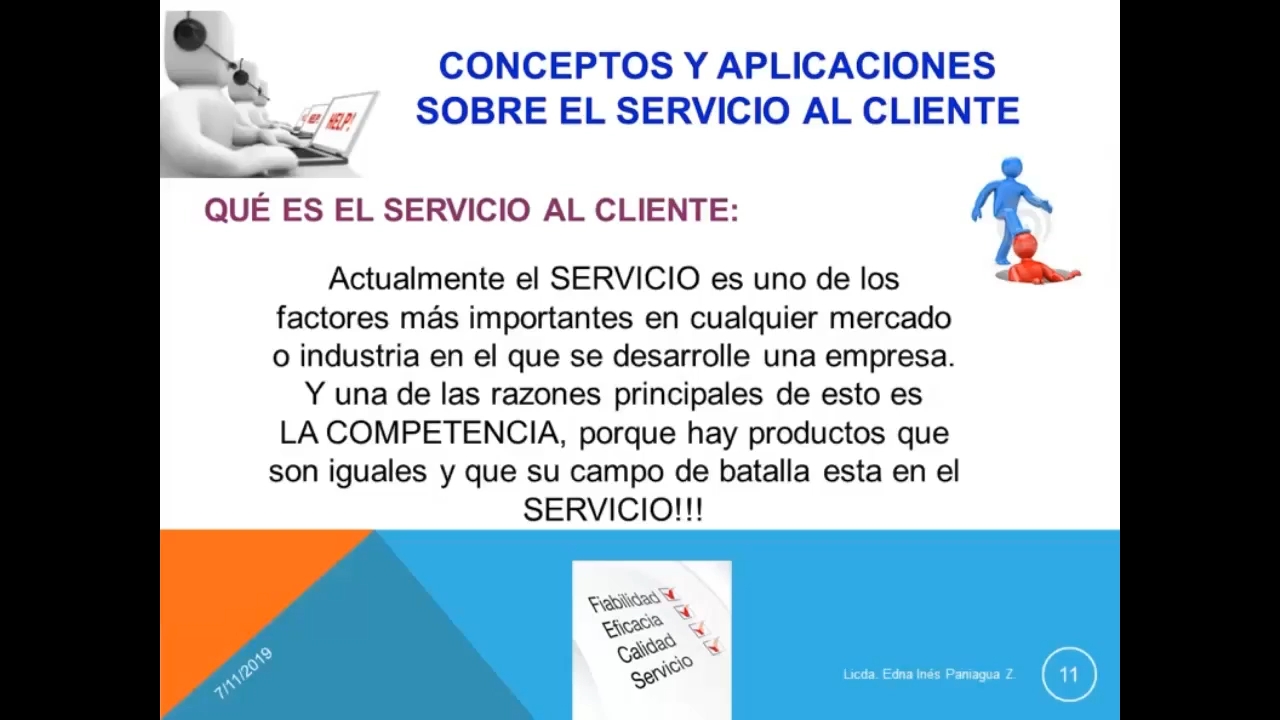 CONCEPTOS Y APLICACIONES
SOBRE EL SERVICIO AL CLIENTE
HELP!
HELP!
QUÉ ES EL SERVICIO AL CLIENTE:
Actualmente el SERVICIO es uno de los
factores más importantes en cualquier mercado
o industria en el que se desarrolle una empresa.
Y una de las razones principales de esto es
LA COMPETENCIA, porque hay productos que
son iguales y que su campo de batalla esta en el
SERVICIO!!!
Fiabilidad
Eficacia
Calidad
Servicio
7/11/2019
Licda. Edna Inés Paniagua Z.
11